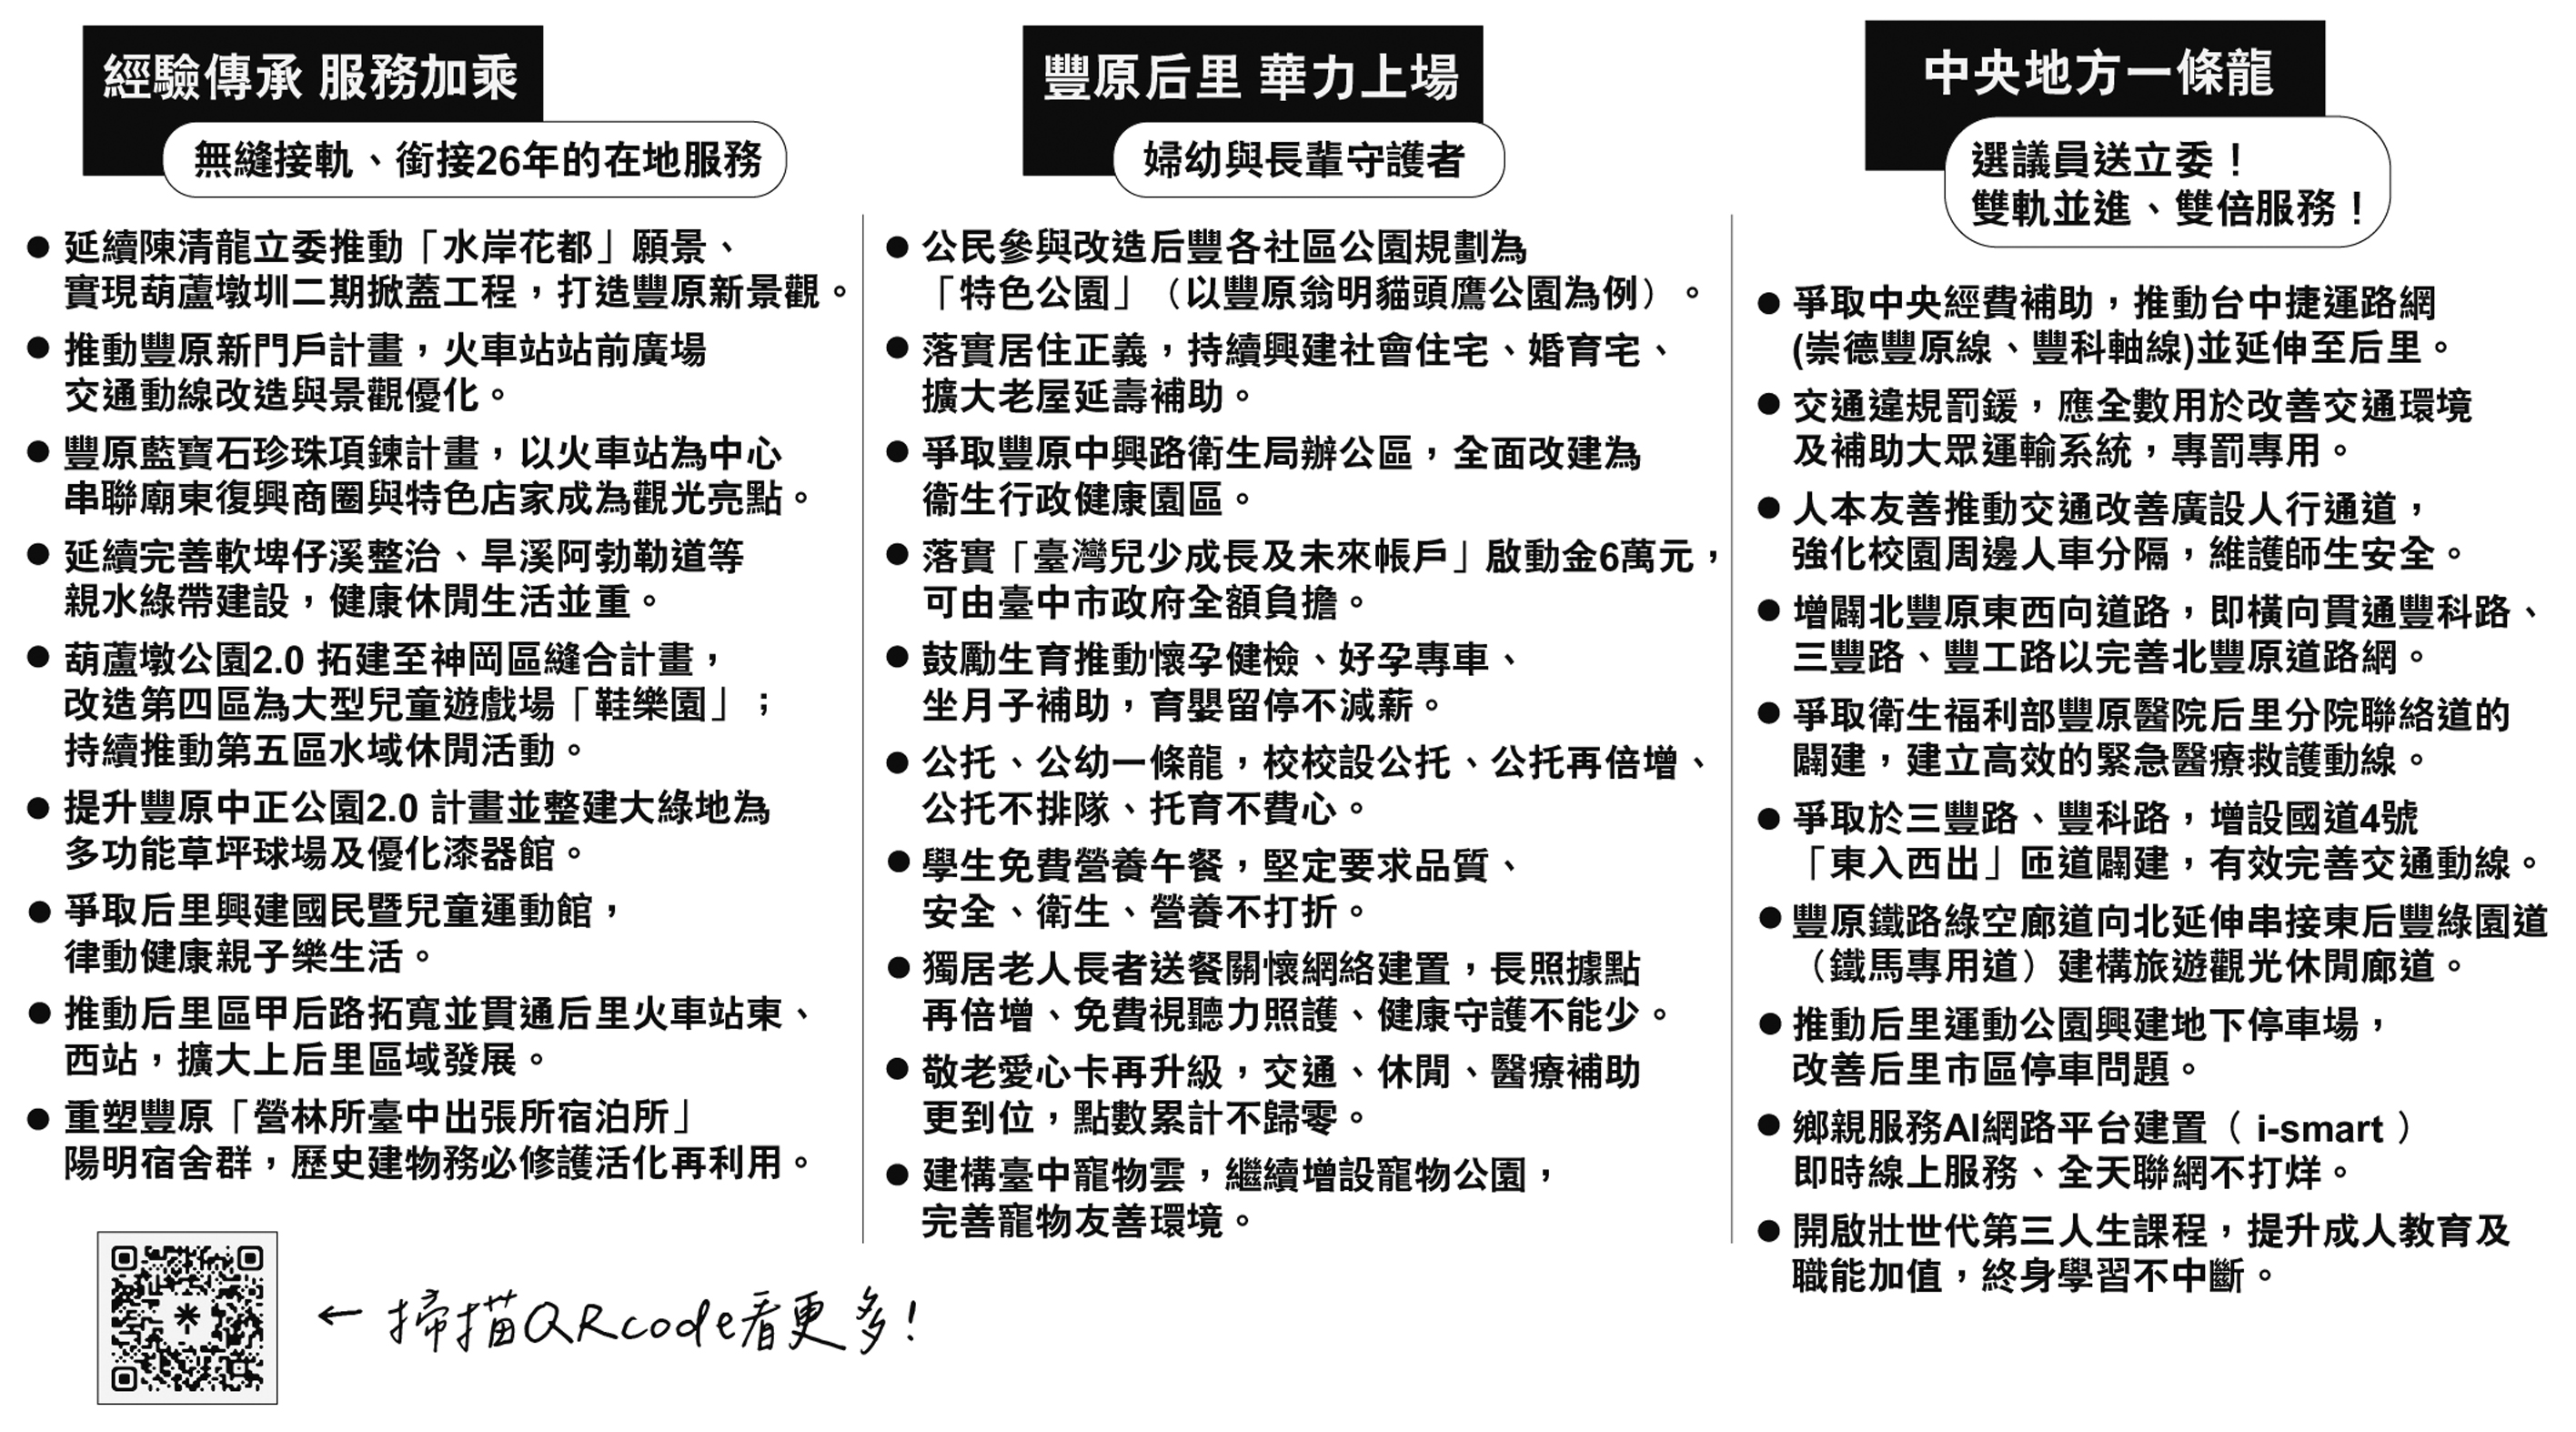 經驗傳承 服務加乘
無縫接軌、銜接26年的在地服務
● 延續陳清龍立委推動「水岸花都」願景、
實現葫蘆墩圳二期掀蓋工程，打造豐原新景觀。
● 推動豐原新門戶計畫，火車站站前廣場
交通動線改造與景觀優化。
● 豐原藍寶石珍珠項鍊計畫，以火車站為中心
串聯廟東復興商圈與特色店家成為觀光亮點。
● 延續完善軟埤仔溪整治、旱溪阿勃勒道等
親水綠帶建設，健康休閒生活並重。
● 葫蘆墩公園2.0 拓建至神岡區縫合計畫，
改造第四區為大型兒童遊戲場「鞋樂園」；
持續推動第五區水域休閒活動。
● 提升豐原中正公園2.0 計畫並整建大綠地為
多功能草坪球場及優化漆器館。
● 爭取后里興建國民暨兒童運動館，
律動健康親子樂生活。
● 推動后里區甲后路拓寬並貫通后里火車站東、
西站，擴大上后里區域發展。
● 重塑豐原「營林所臺中出張所宿泊所」
陽明宿舍群，歷史建物務必修護活化再利用。
← 掃描QRcode看更多！
豐原后里 華力上場
婦幼與長輩守護者
● 公民參與改造后豐各社區公園規劃為
「特色公園」（以豐原翁明貓頭鷹公園為例）。
● 落實居住正義，持續興建社會住宅、婚育宅、
擴大老屋延壽補助。
● 爭取豐原中興路衛生局辦公區，全面改建為
衞生行政健康園區。
● 落實「臺灣兒少成長及未來帳戶」啟動金6萬元，
可由臺中市政府全額負擔。
● 鼓勵生育推動懷孕健檢、好孕專車、
坐月子補助，育嬰留停不減薪。
● 公托、公幼一條龍，校校設公托、公托再倍增、
公托不排隊、托育不費心。
● 學生免費營養午餐，堅定要求品質、
安全、衛生、營養不打折。
● 獨居老人長者送餐關懷網絡建置，長照據點
再倍增、免費視聽力照護、健康守護不能少。
● 敬老愛心卡再升級，交通、休閒、醫療補助
更到位，點數累計不歸零。
● 建構臺中寵物雲，繼續增設寵物公園，
完善寵物友善環境。
中央地方一條龍
選議員送立委！
雙軌並進、雙倍服務！
● 爭取中央經費補助，推動台中捷運路網
(崇德豐原線、豐科軸線)並延伸至后里。
● 交通違規罰鍰，應全數用於改善交通環境
及補助大眾運輸系統，專罰專用。
● 人本友善推動交通改善廣設人行通道，
強化校園周邊人車分隔，維護師生安全。
● 增闢北豐原東西向道路，即橫向貫通豐科路、
三豐路、豐工路以完善北豐原道路網。
● 爭取衛生福利部豐原醫院后里分院聯絡道的
闢建，建立高效的緊急醫療救護動線。
● 爭取於三豐路、豐科路，增設國道4號
「東入西出」匝道闢建，有效完善交通動線。
● 豐原鐵路綠空廊道向北延伸串接東后豐綠園道
（鐵馬專用道）建構旅遊觀光休閒廊道。
● 推動后里運動公園興建地下停車場，
改善后里市區停車問題。
● 鄉親服務AI網路平台建置（ i-smart ）
即時線上服務、全天聯網不打烊。
● 開啟壯世代第三人生課程，提升成人教育及
職能加值，終身學習不中斷。